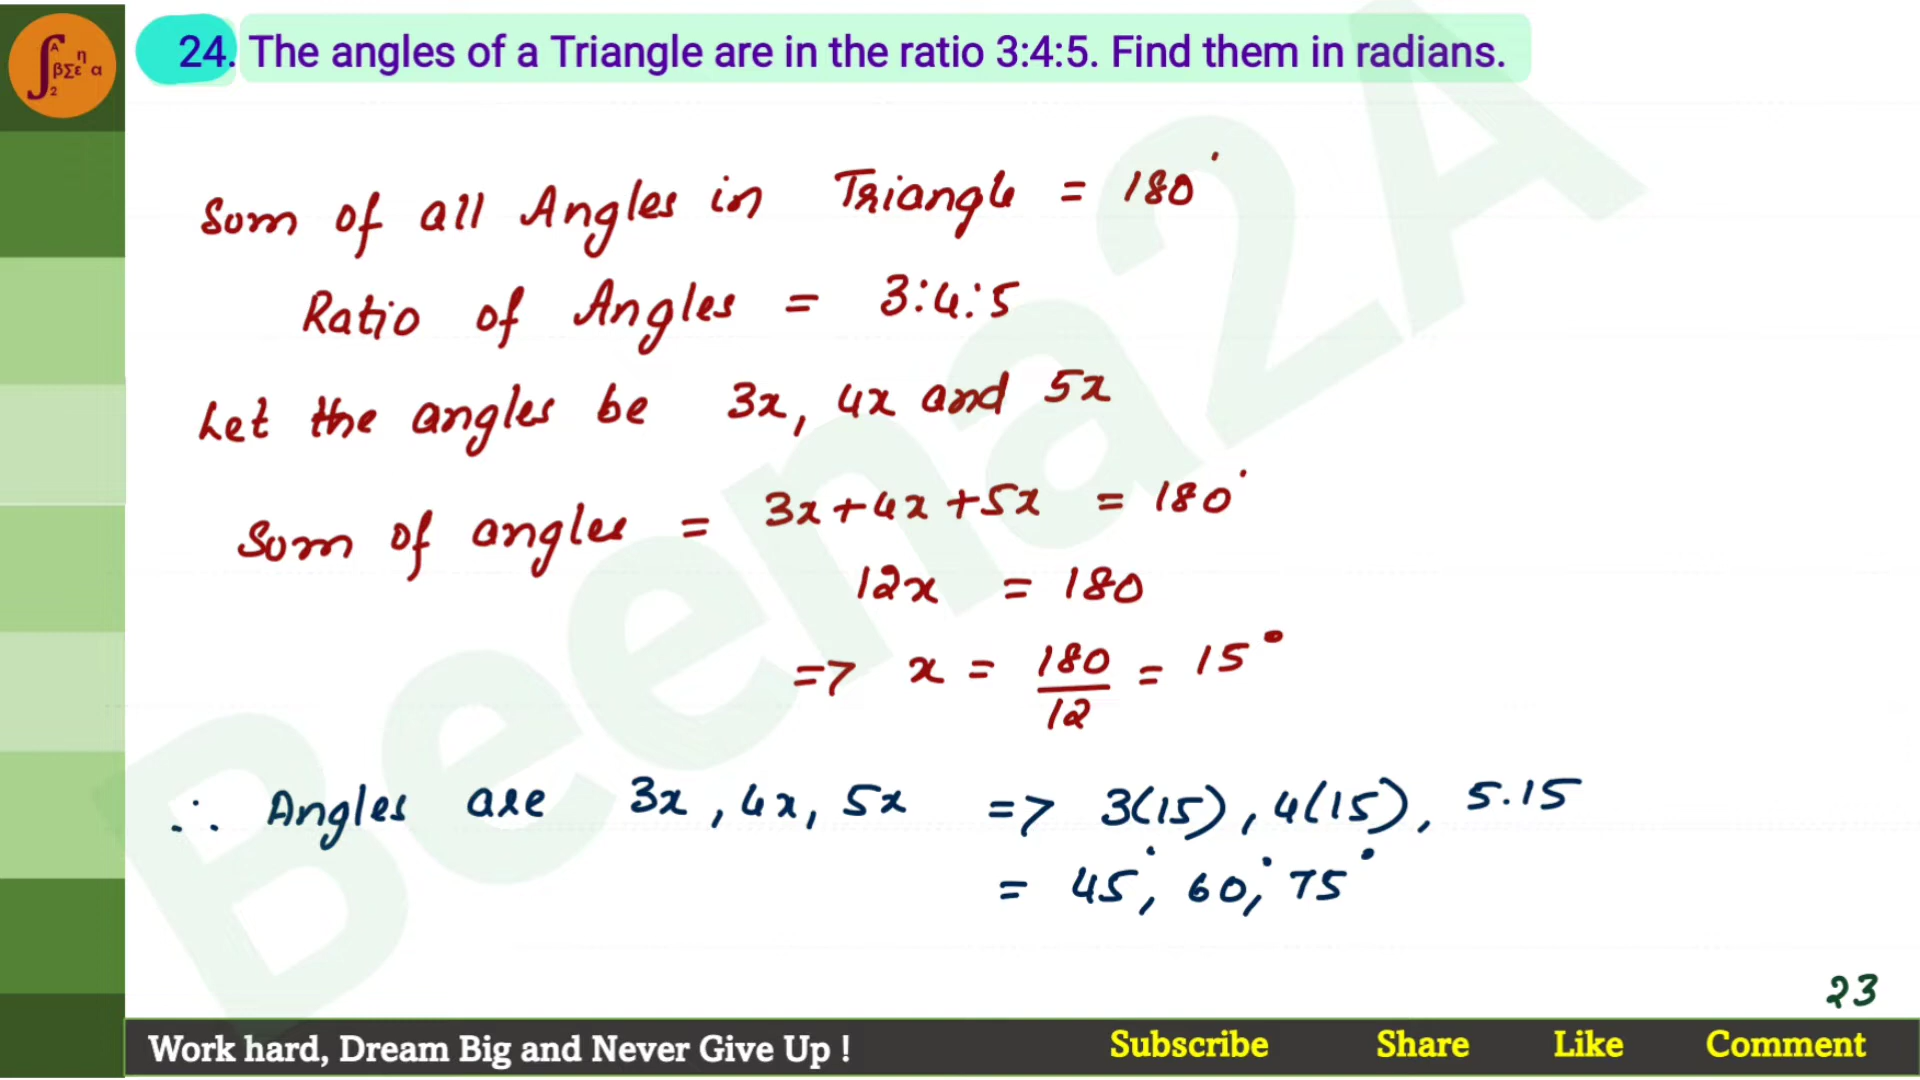 24. The angles of a Triangle are in the ratio 3:4:5. Find them in radians.
Sum of all Angles in Triangle = 180°
Ratio of Angles = 3:4:5
Let the angles be 3x, 4x and 5x
Sum of angles = 3x+4x+5x = 180°
12x = 180
=> x = 180/12 = 15°
∴ Angles are 3x, 4x, 5x => 3(15), 4(15), 5.15
= 45°, 60°, 75°
23
Work hard, Dream Big and Never Give Up ! Subscribe Share Like Comment
Beena2A